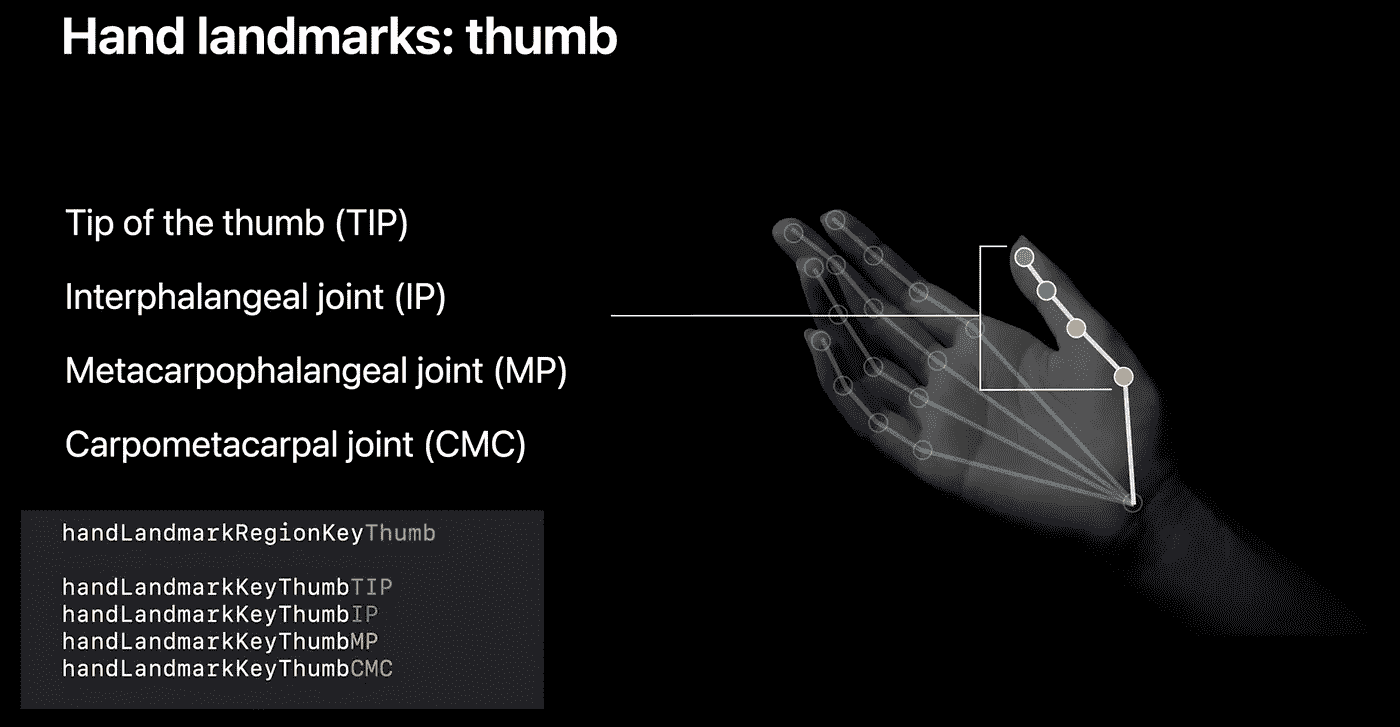 Hand landmarks: thumb
Tip of the thumb (TIP)
Interphalangeal joint (IP)
Metacarpophalangeal joint (MP)
Carpometacarpal joint (CMC)
handLandmarkRegionKeyThumb
handLandmarkKeyThumbTIP
handLandmarkKeyThumbIP
handLandmarkKeyThumbMP
handLandmarkKeyThumbCMC